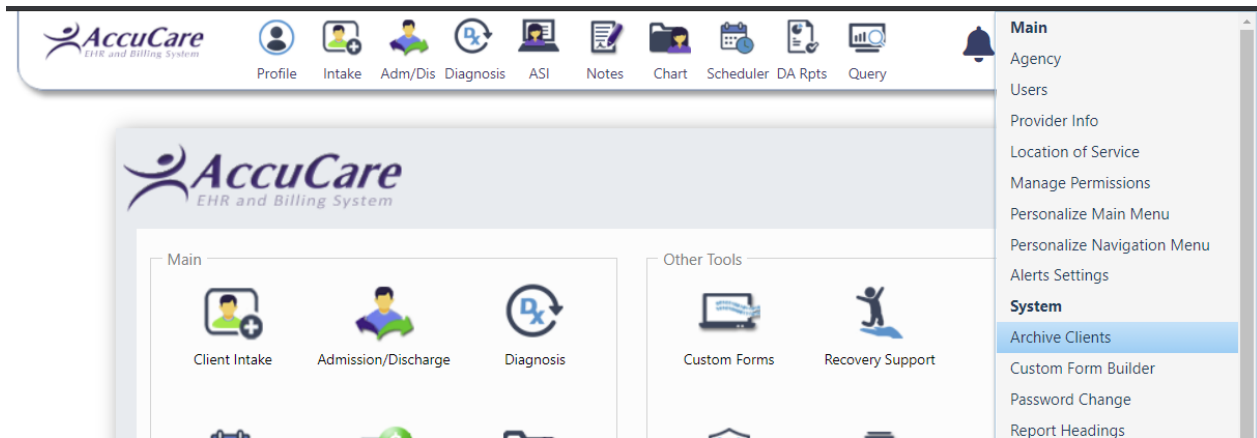 AccuCare
EHR and Billing System
Profile
Intake
Adm/Dis
Diagnosis
ASI
Notes
Chart
Scheduler
DA Rpts
Query
AccuCare
EHR and Billing System
Main
Client Intake
Admission/Discharge
Diagnosis
Other Tools
Custom Forms
Recovery Support
Main
Agency
Users
Provider Info
Location of Service
Manage Permissions
Personalize Main Menu
Personalize Navigation Menu
Alerts Settings
System
Archive Clients
Custom Form Builder
Password Change
Report Headings